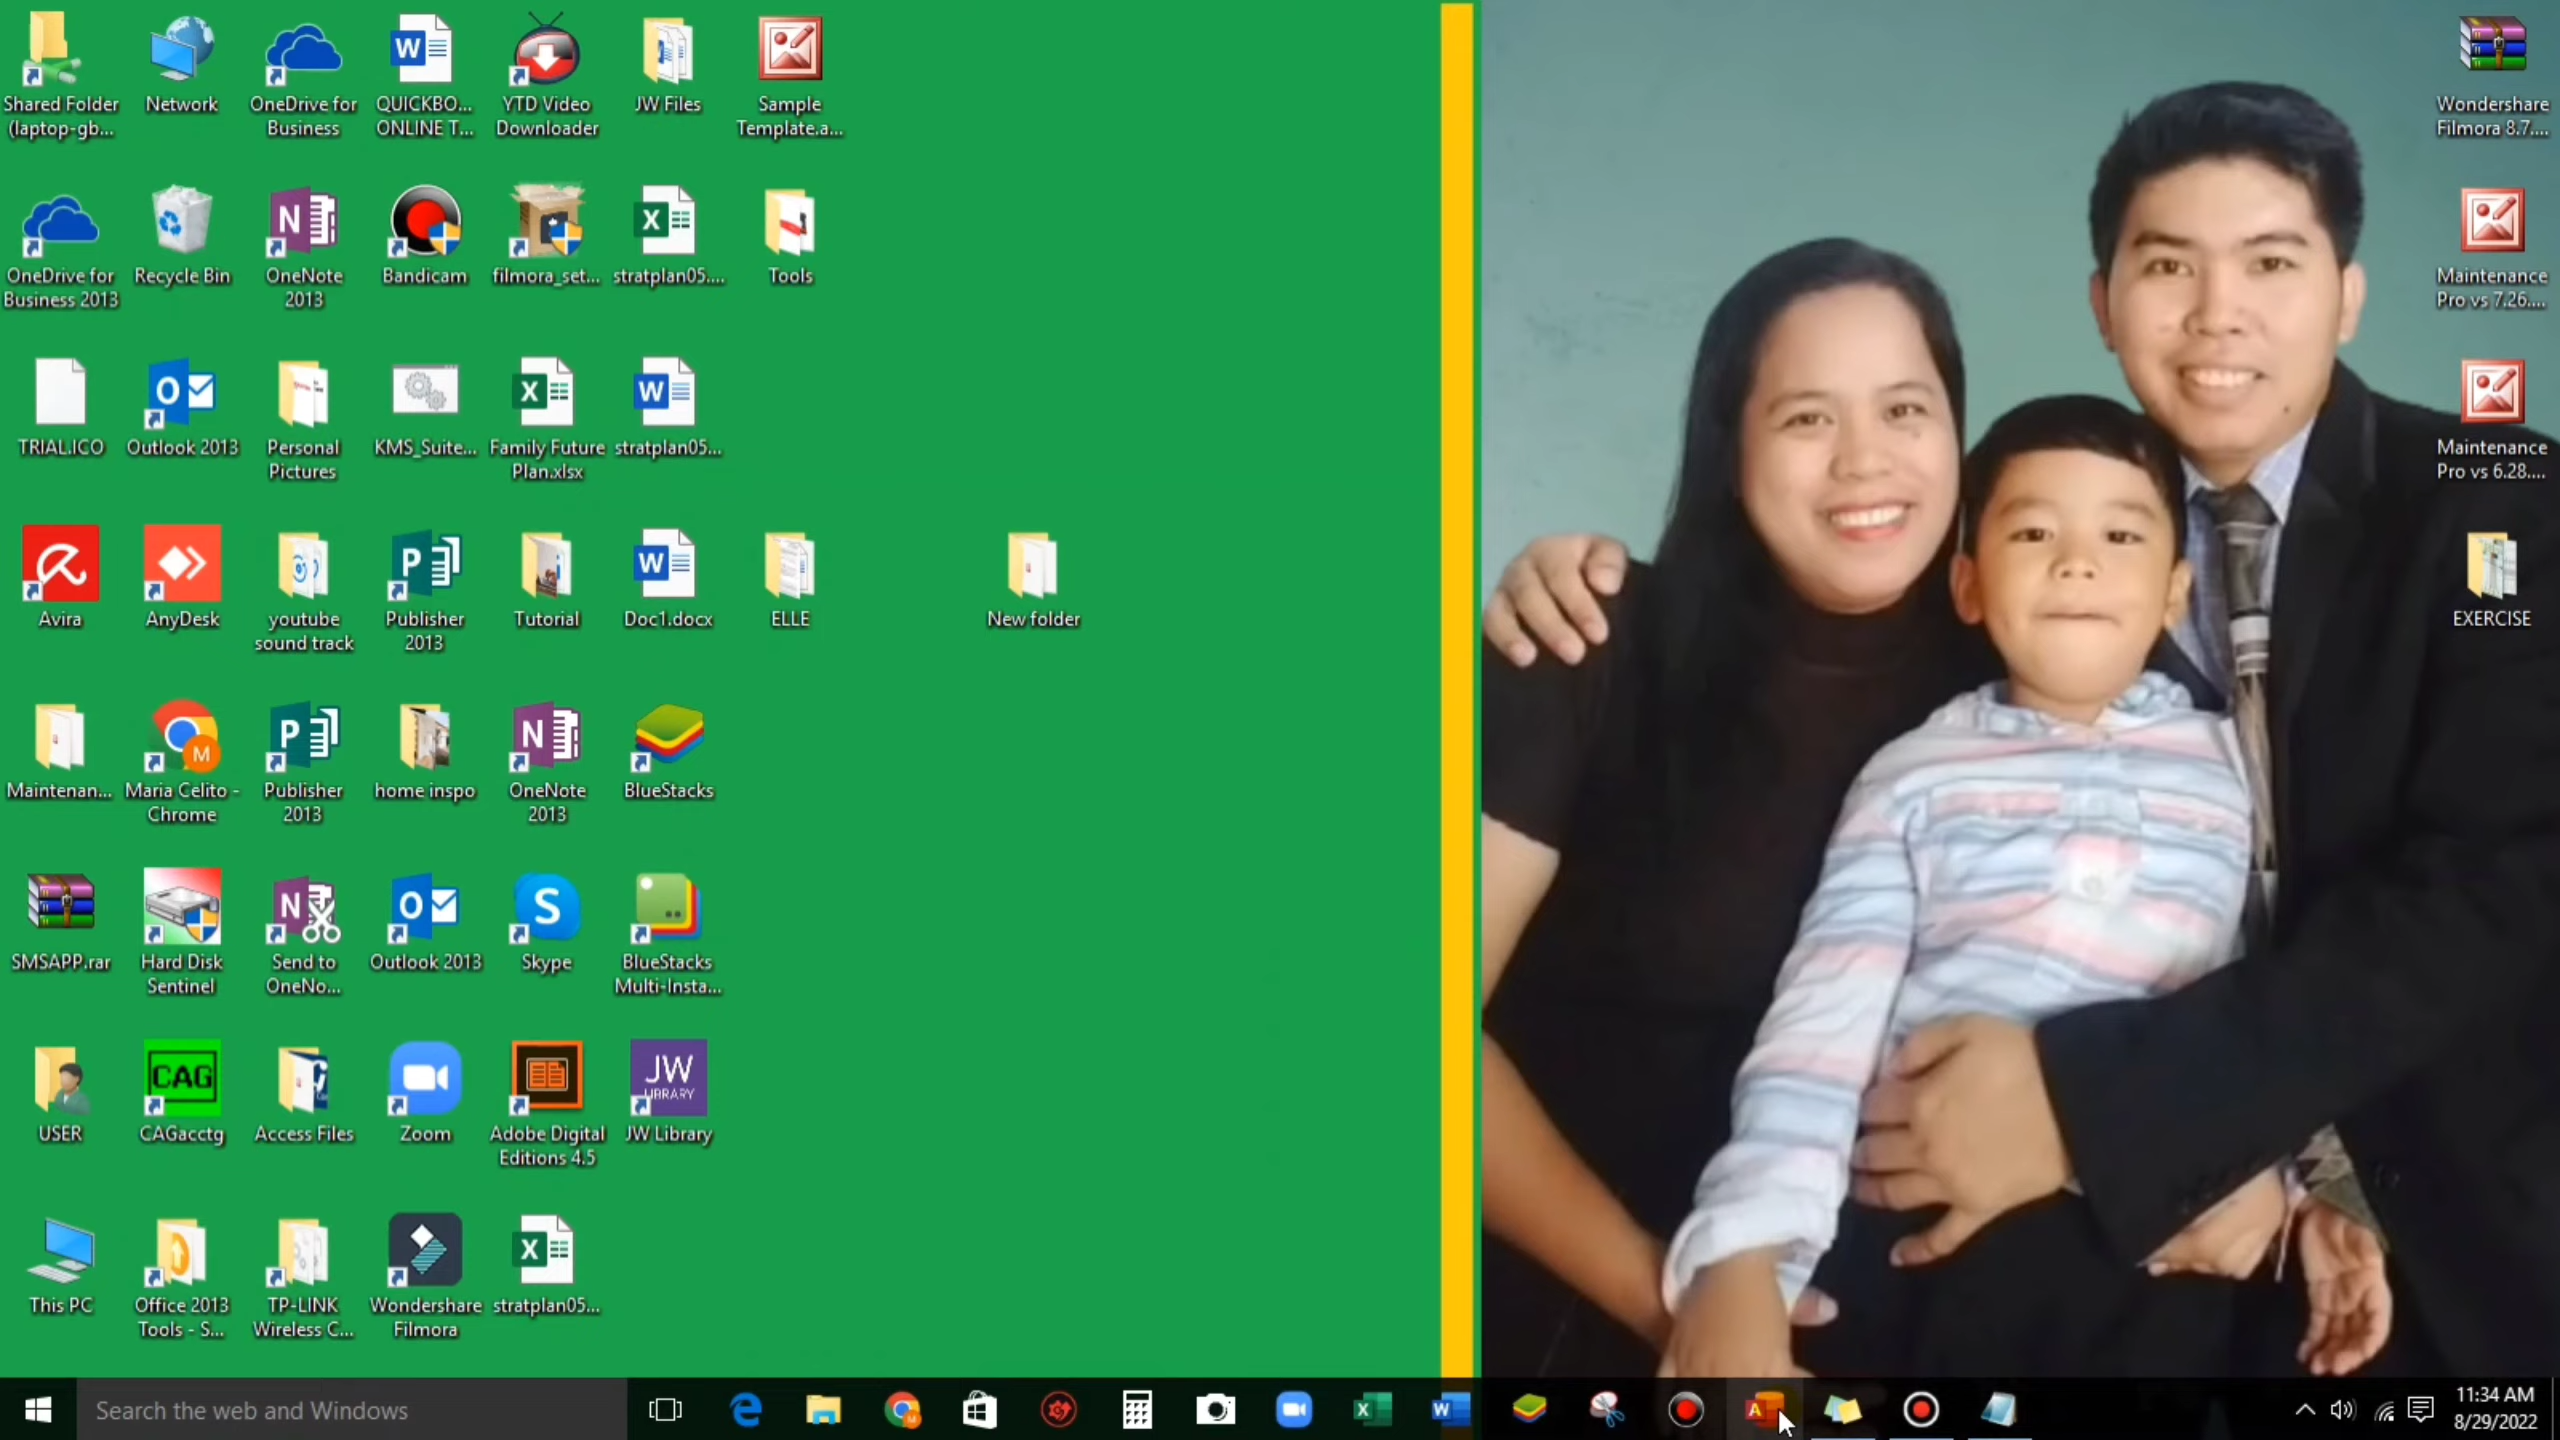 Shared Folder
(laptop-gb...
Network
OneDrive for
Business
QUICKBO...
ONLINE T...
YTD Video
Downloader
JW Files
Sample
Template.a...
Wondershare
Filmora 8.7....
OneDrive for
Business 2013
Recycle Bin
OneNote
2013
Bandicam
filmora_set...
stratplan05....
Tools
Maintenance
Pro vs 7.26....
TRIAL.ICO
Outlook 2013
Personal
Pictures
KMS_Suite...
Family Future
Plan.xlsx
stratplan05...
Maintenance
Pro vs 6.28....
Avira
AnyDesk
youtube
sound track
Publisher
2013
Tutorial
Doc1.docx
ELLE
New folder
EXERCISE
Maintenan...
M
Maria Celito -
Chrome
Publisher
2013
home inspo
OneNote
2013
BlueStacks
SMSAPP.rar
Hard Disk
Sentinel
Send to
OneNo...
Outlook 2013
Skype
BlueStacks
Multi-Insta...
USER
CAG
CAGacctg
Access Files
Zoom
Adobe Digital
Editions 4.5
JW
LIBRARY
JW Library
This PC
Office 2013
Tools - S...
TP-LINK
Wireless C...
Wondershare
Filmora
stratplan05...
Search the web and Windows
11:34 AM
8/29/2022